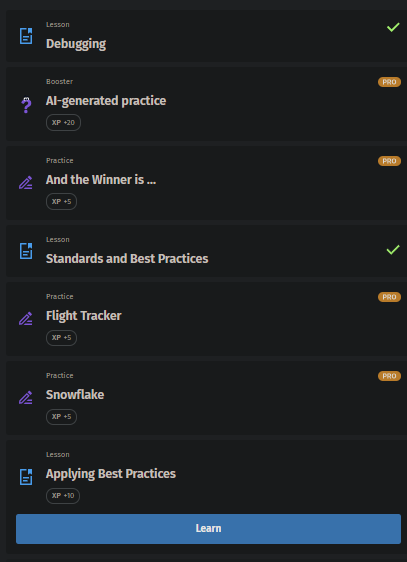 Lesson
Debugging
Booster
PRO
AI-generated practice
XP +20
Practice
PRO
And the Winner is ...
XP +5
Lesson
Standards and Best Practices
Practice
PRO
Flight Tracker
XP +5
Practice
PRO
Snowflake
XP +5
Lesson
Applying Best Practices
XP +10
Learn